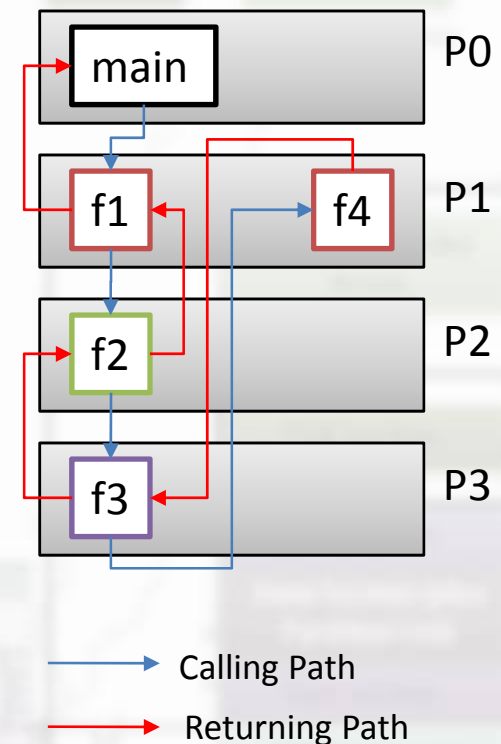 main
P0
f1
f4
P1
f2
P2
f3
P3
Calling Path
Returning Path